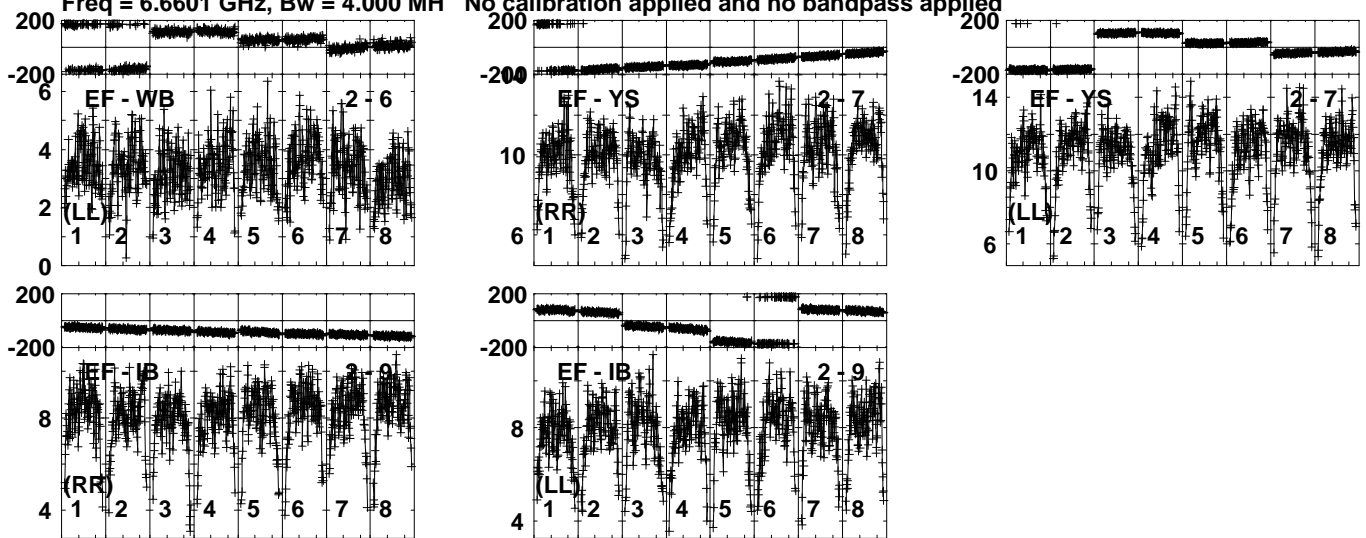 Freq = 6.6601 GHz, Bw = 4.000 MH No calibration applied and no bandpass applied
200
-200
6
4
2
0
EF - WB 2 - 6
(LL)
1 2 3 4 5 6 7 8
200
-200
14
10
6
EF - YS 2 - 7
(RR)
1 2 3 4 5 6 7 8
200
-200
14
10
6
EF - YS 2 - 7
(LL)
1 2 3 4 5 6 7 8
200
-200
8
4
EF - IB 2 - 9
(RR)
1 2 3 4 5 6 7 8
200
-200
8
4
EF - IB 2 - 9
(LL)
1 2 3 4 5 6 7 8